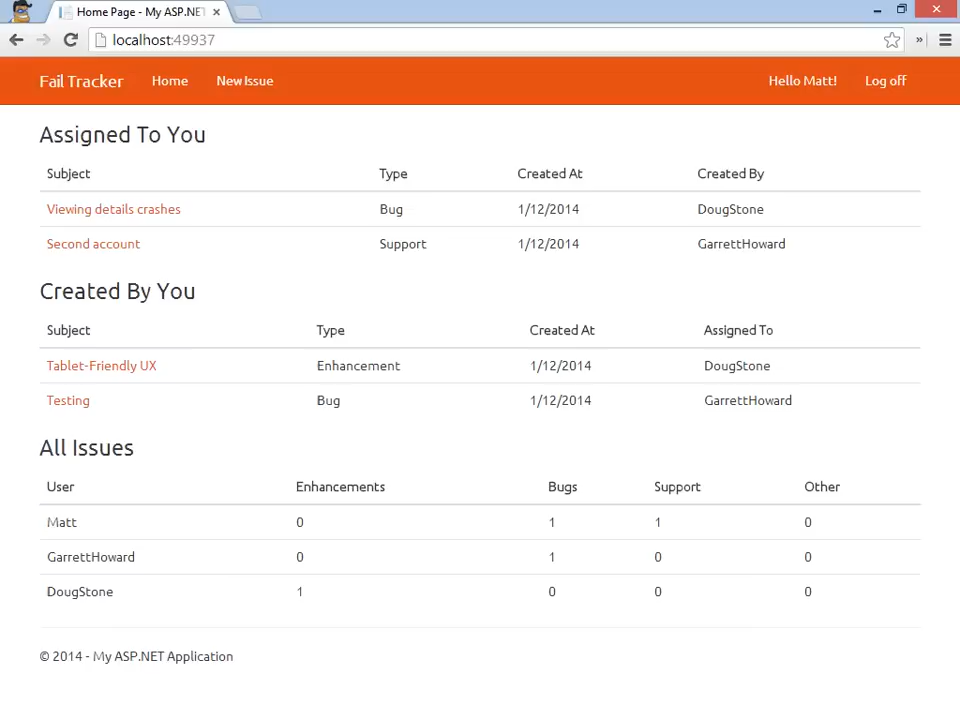 Home Page - My ASP.NET
localhost:49937
Fail Tracker Home New Issue Hello Matt! Log off
Assigned To You
Subject Type Created At Created By
Viewing details crashes Bug 1/12/2014 DougStone
Second account Support 1/12/2014 GarrettHoward
Created By You
Subject Type Created At Assigned To
Tablet-Friendly UX Enhancement 1/12/2014 DougStone
Testing Bug 1/12/2014 GarrettHoward
All Issues
User Enhancements Bugs Support Other
Matt 0 1 1 0
GarrettHoward 0 1 0 0
DougStone 1 0 0 0
© 2014 - My ASP.NET Application